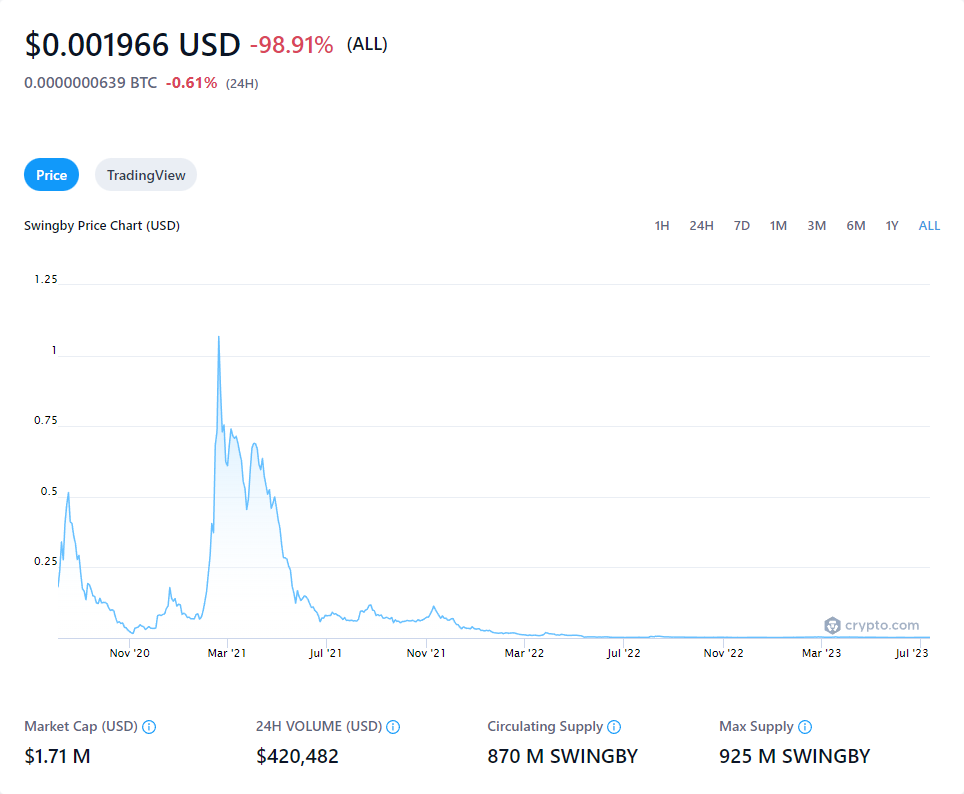 $0.001966 USD -98.91% (ALL)
0.0000000639 BTC -0.61% (24H)
Price TradingView
Swingby Price Chart (USD) 1H 24H 7D 1M 3M 6M 1Y ALL
1.25
1
0.75
0.5
0.25
crypto.com
Nov '20 Mar '21 Jul '21 Nov '21 Mar '22 Jul '22 Nov '22 Mar '23 Jul '23
Market Cap (USD) 24H VOLUME (USD) Circulating Supply Max Supply
$1.71 M $420,482 870 M SWINGBY 925 M SWINGBY